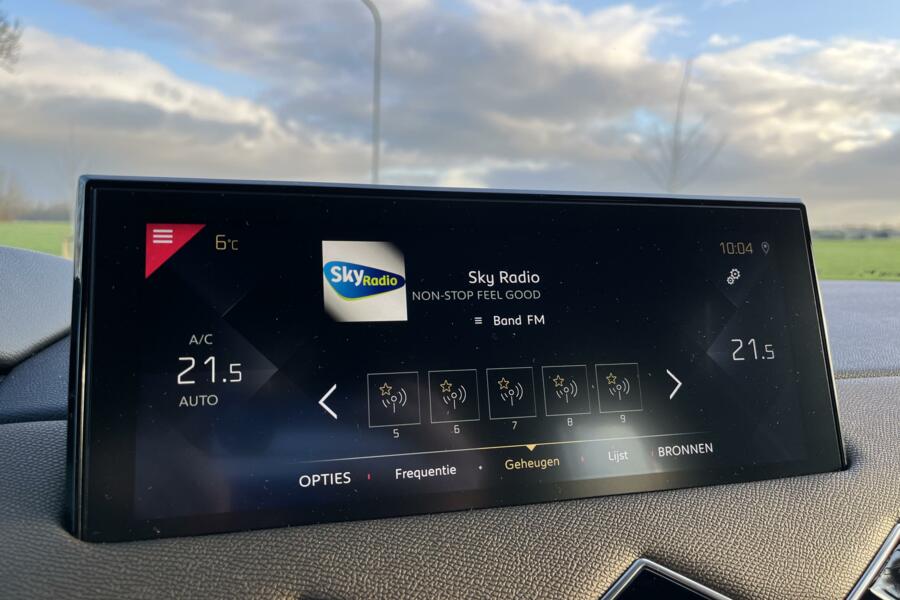 6°C
10:04
Sky Radio
Sky Radio
NON-STOP FEEL GOOD
Band FM
A/C
21.5
AUTO
21.5
5 6 7 8 9
OPTIES Frequentie Geheugen Lijst BRONNEN